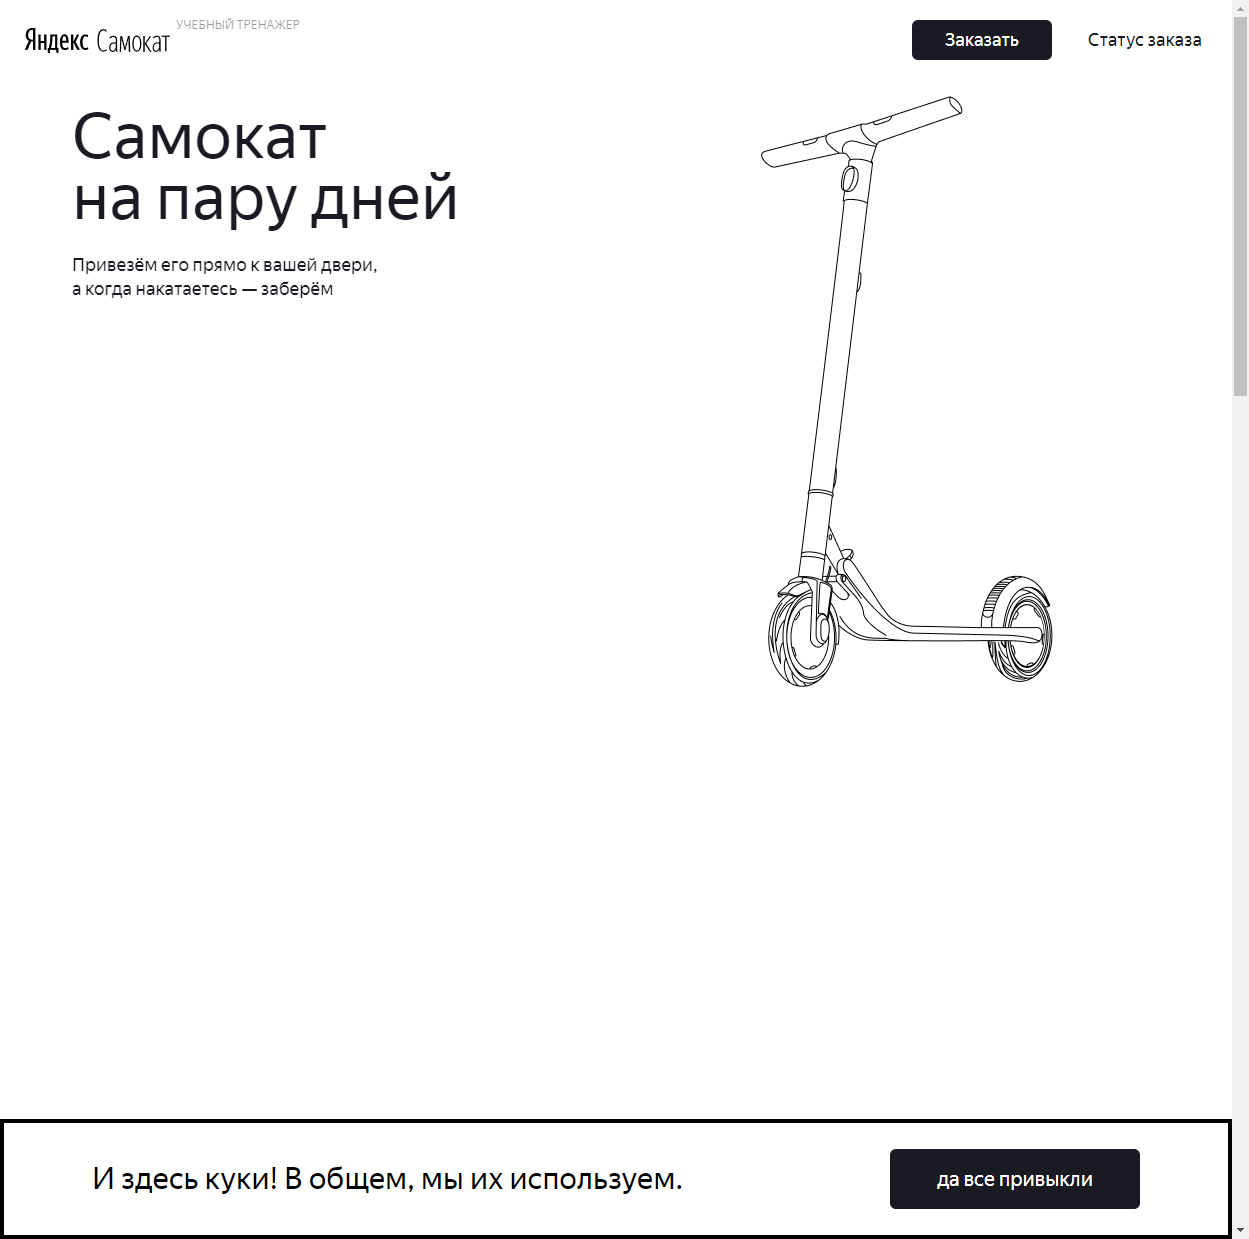 Яндекс Самокат
УЧЕБНЫЙ ТРЕНАЖЕР
Заказать
Статус заказа
Самокат
на пару дней
Привезём его прямо к вашей двери,
а когда накатаетесь — заберём
И здесь куки! В общем, мы их используем.
да все привыкли